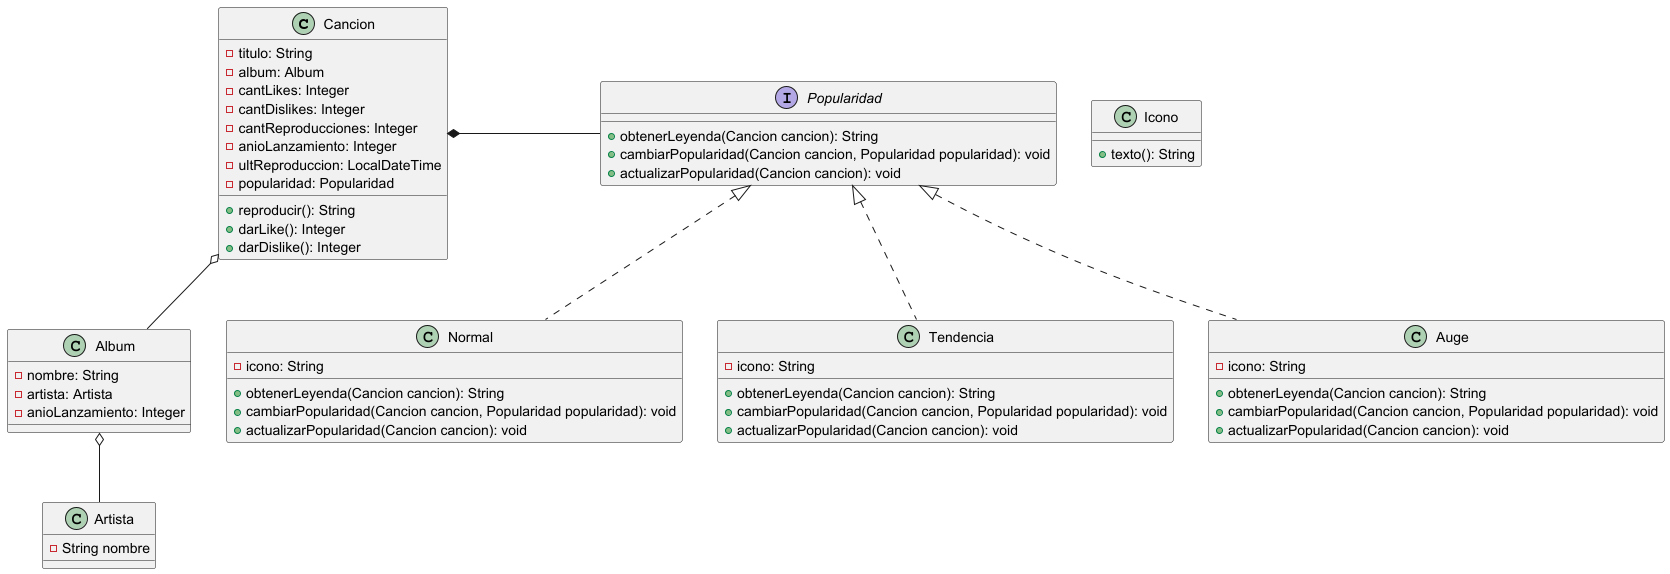 C Cancion
titulo: String
album: Album
cantLikes: Integer
cantDislikes: Integer
cantReproducciones: Integer
anioLanzamiento: Integer
ultReproduccion: LocalDateTime
popularidad: Popularidad
reproducir(): String
darLike(): Integer
darDislike(): Integer
I Popularidad
obtenerLeyenda(Cancion cancion): String
cambiarPopularidad(Cancion cancion, Popularidad popularidad): void
actualizarPopularidad(Cancion cancion): void
C Icono
texto(): String
C Album
nombre: String
artista: Artista
anioLanzamiento: Integer
C Normal
icono: String
obtenerLeyenda(Cancion cancion): String
cambiarPopularidad(Cancion cancion, Popularidad popularidad): void
actualizarPopularidad(Cancion cancion): void
C Tendencia
icono: String
obtenerLeyenda(Cancion cancion): String
cambiarPopularidad(Cancion cancion, Popularidad popularidad): void
actualizarPopularidad(Cancion cancion): void
C Auge
icono: String
obtenerLeyenda(Cancion cancion): String
cambiarPopularidad(Cancion cancion, Popularidad popularidad): void
actualizarPopularidad(Cancion cancion): void
C Artista
String nombre